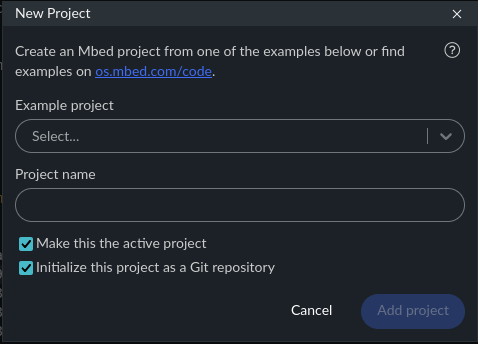 New Project
Create an Mbed project from one of the examples below or find
examples on os.mbed.com/code.
Example project
Select...
Project name
Make this the active project
Initialize this project as a Git repository
Cancel
Add project